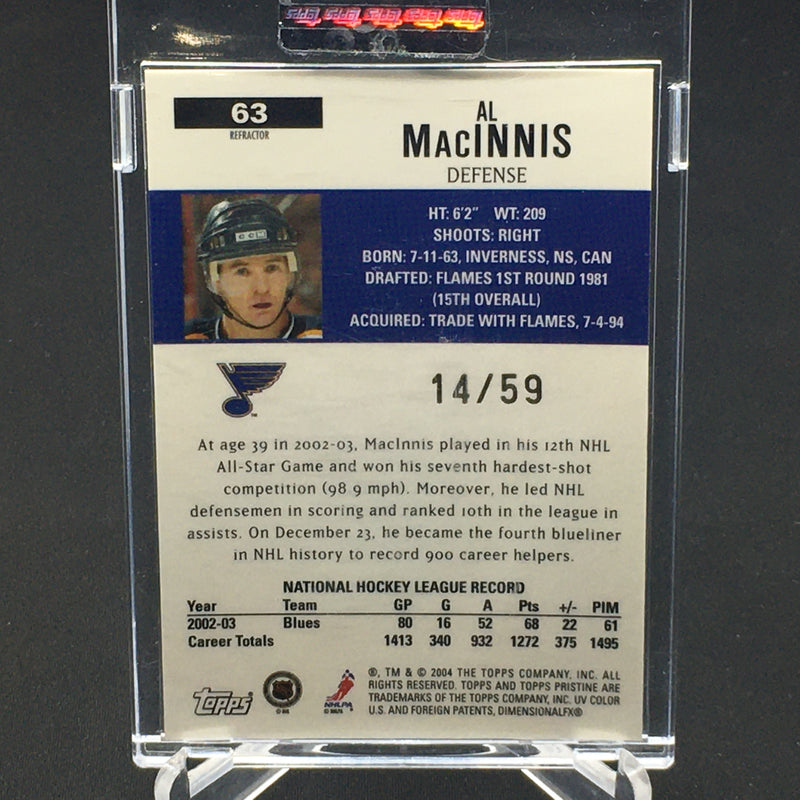 Topps Topps Topps Topps Topps
63
REFRACTOR
AL
MACINNIS
DEFENSE
CCM
HT: 6'2" WT: 209
SHOOTS: RIGHT
BORN: 7-11-63, INVERNESS, NS, CAN
DRAFTED: FLAMES 1ST ROUND 1981
(15TH OVERALL)
ACQUIRED: TRADE WITH FLAMES, 7-4-94
14/59
At age 39 in 2002-03, MacInnis played in his 12th NHL
All-Star Game and won his seventh hardest-shot
competition (98 9 mph). Moreover, he led NHL
defensemen in scoring and ranked 10th in the league in
assists. On December 23, he became the fourth blueliner
in NHL history to record 900 career helpers.
NATIONAL HOCKEY LEAGUE RECORD
Year Team GP G A Pts +/- PIM
2002-03 Blues 80 16 52 68 22 61
Career Totals 1413 340 932 1272 375 1495
Topps
NHLPA
®, TM & © 2004 THE TOPPS COMPANY, INC. ALL
RIGHTS RESERVED. TOPPS AND TOPPS PRISTINE ARE
TRADEMARKS OF THE TOPPS COMPANY, INC. UV COLOR
U.S. AND FOREIGN PATENTS, DIMENSIONALFX®